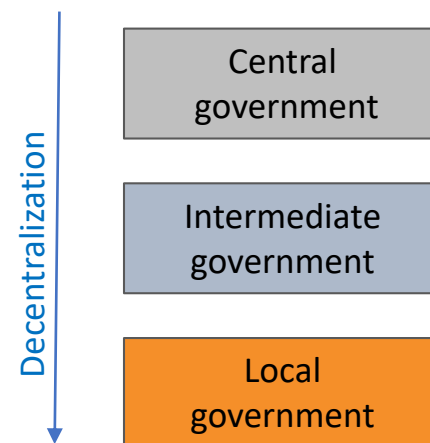 Decentralization
Central
government
Intermediate
government
Local
government